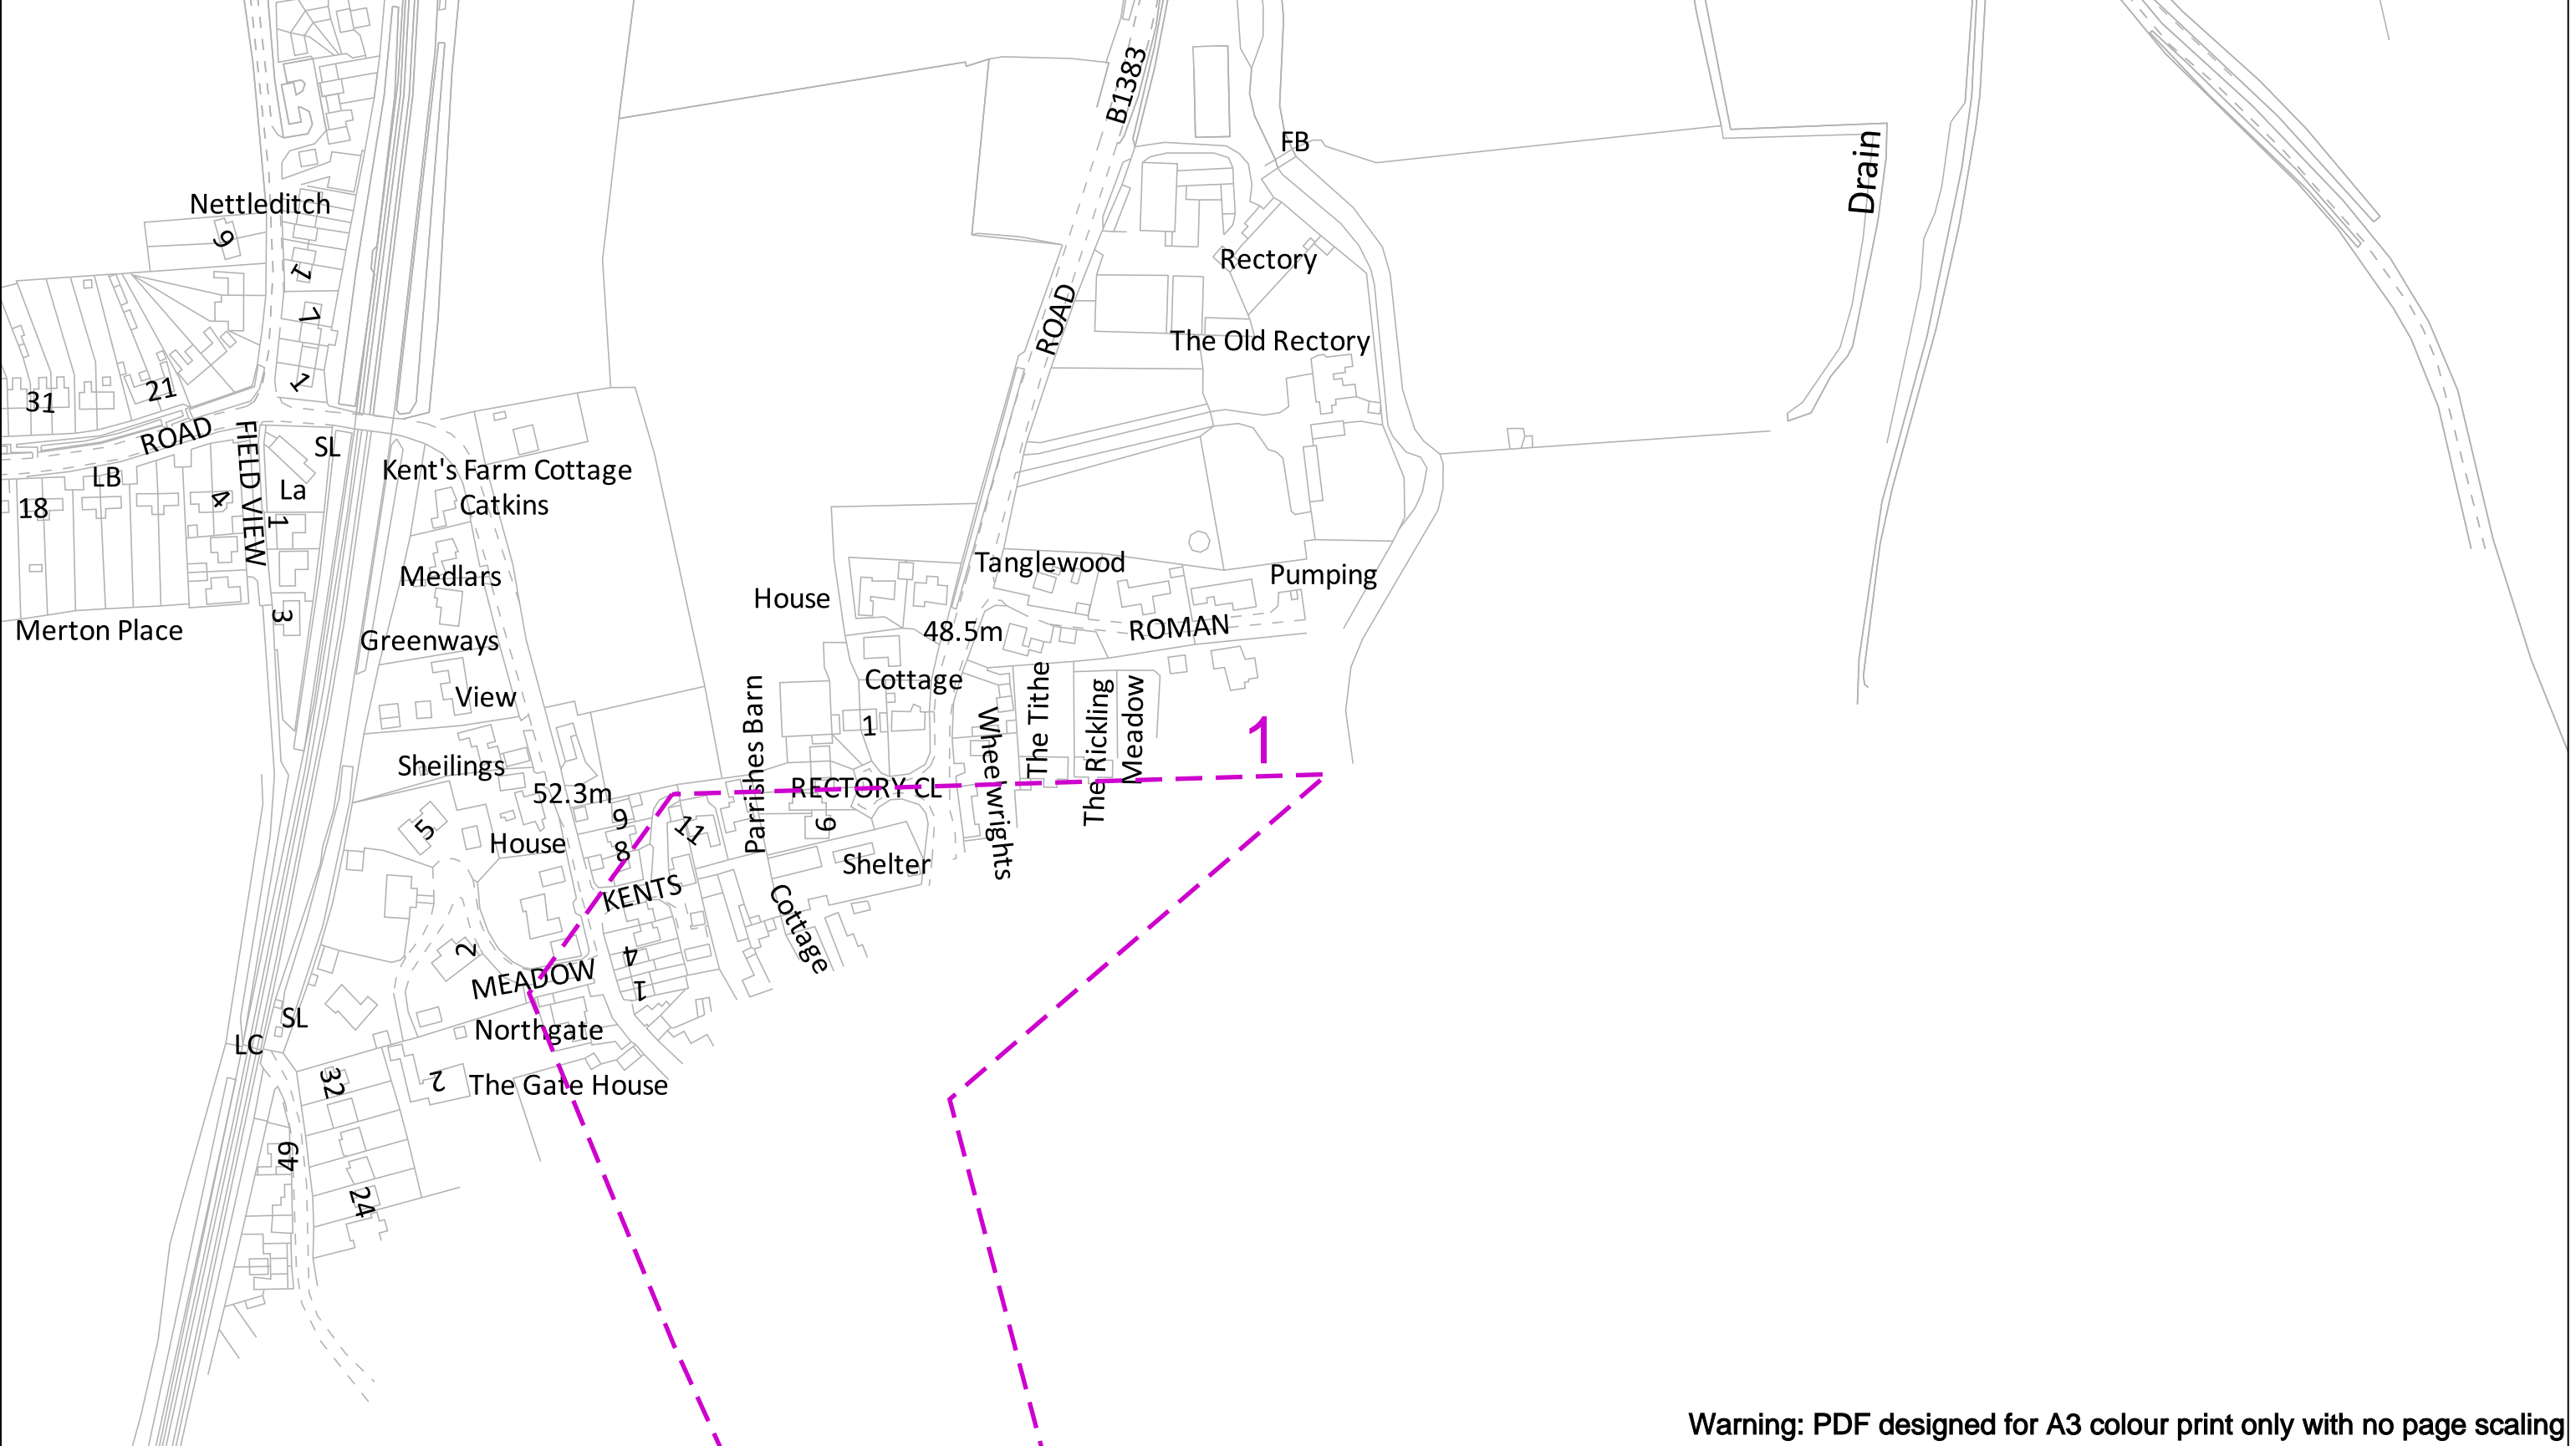 B1383
FB
Drain
Nettleditch
9
1
7
Rectory
ROAD
The Old Rectory
1
21
31
ROAD
FIELD VIEW
SL
LB
Kent's Farm Cottage
La
4
18
Catkins
1
Tanglewood
Medlars
Pumping
House
3
Merton Place
48.5m
ROMAN
Greenways
Cottage
View
The Tithe
The Rickling
Meadow
Parrishes Barn
1
Wheelwrights
1
Sheilings
RECTORY CL
52.3m
9
11
6
5
House
8
Shelter
KENTS
Cottage
2
4
MEADOW
1
SL
Northgate
LC
32
2
The Gate House
49
24
Warning: PDF designed for A3 colour print only with no page scaling